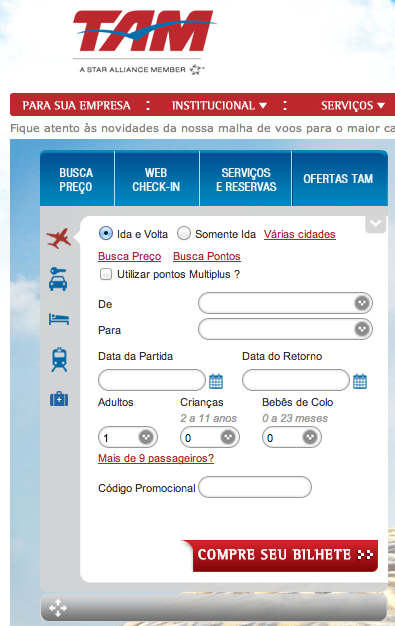 TAM
A STAR ALLIANCE MEMBER
PARA SUA EMPRESA : INSTITUCIONAL : SERVIÇOS
Fique atento às novidades da nossa malha de voos para o maior ca
BUSCA PREÇO
WEB CHECK-IN
SERVIÇOS E RESERVAS
OFERTAS TAM
Ida e Volta Somente Ida Várias cidades
Busca Preço Busca Pontos
Utilizar pontos Multiplus ?
De
Para
Data da Partida Data do Retorno
Adultos Crianças Bebês de Colo
2 a 11 anos 0 a 23 meses
1 0 0
Mais de 9 passageiros?
Código Promocional
COMPRE SEU BILHETE